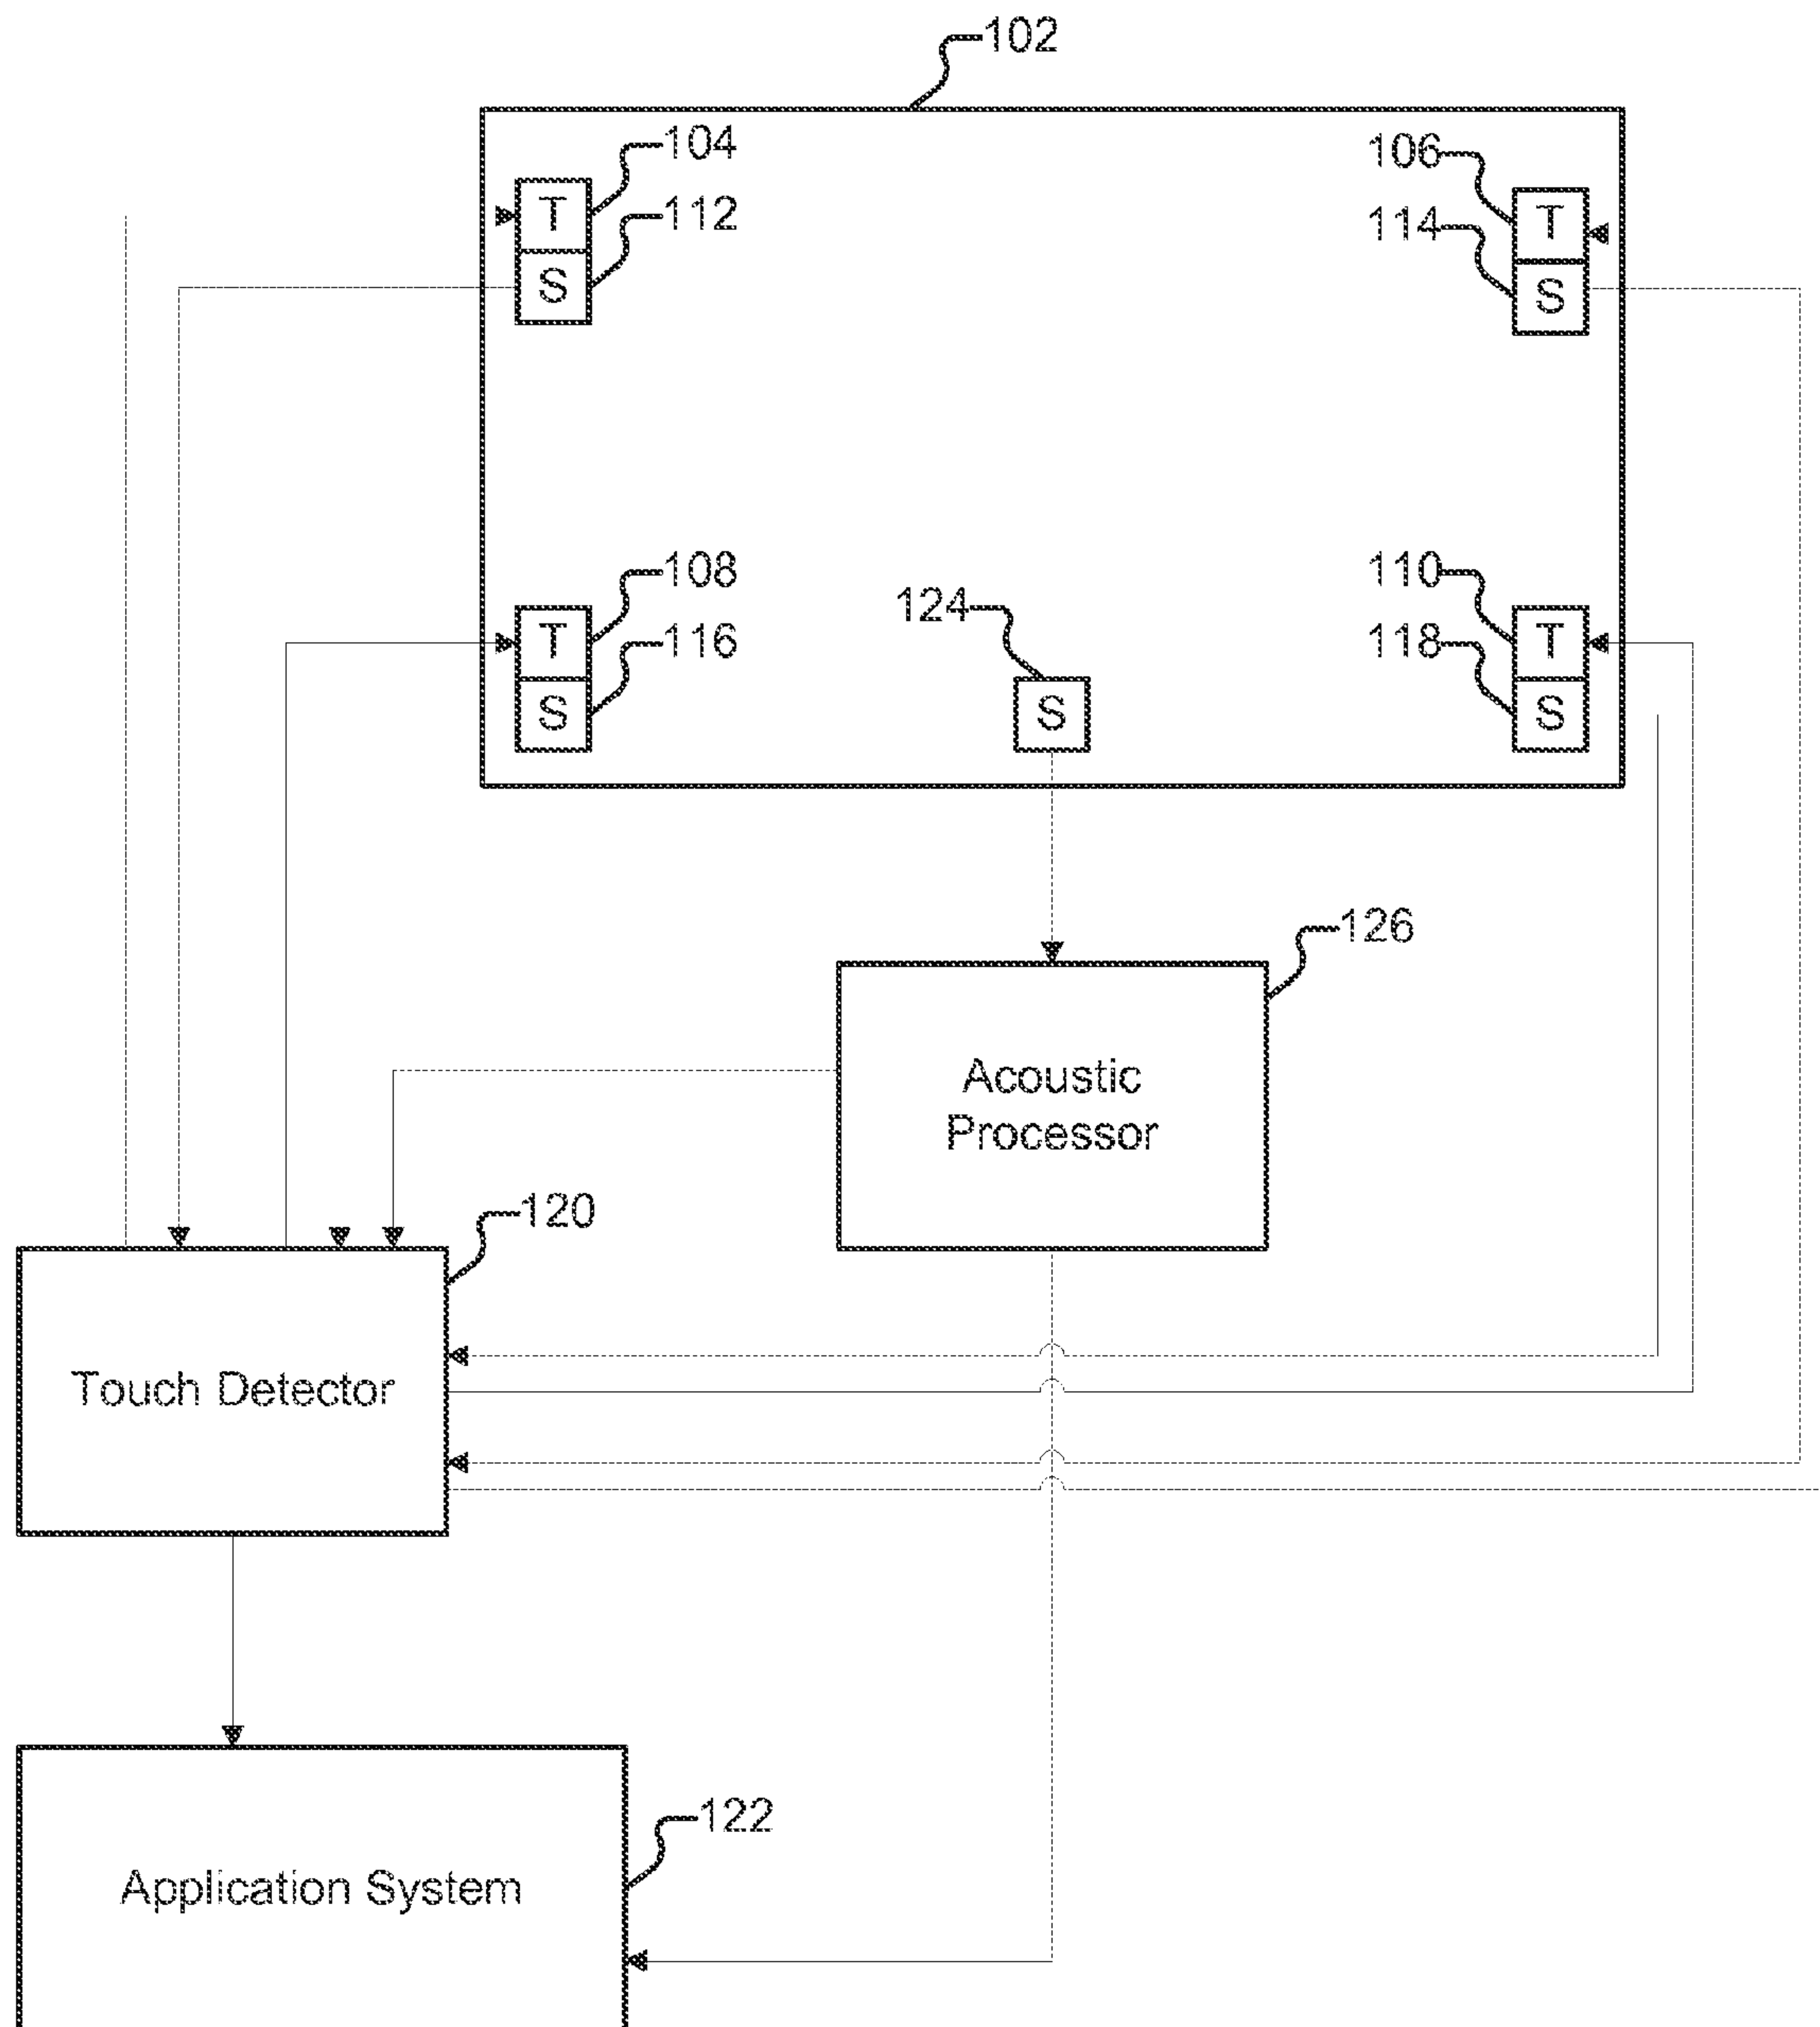 102
104
106
T
T
112
114
S
S
108
110
T
124
T
116
118
S
S
S
126
Acoustic
Processor
120
Touch Detector
122
Application System